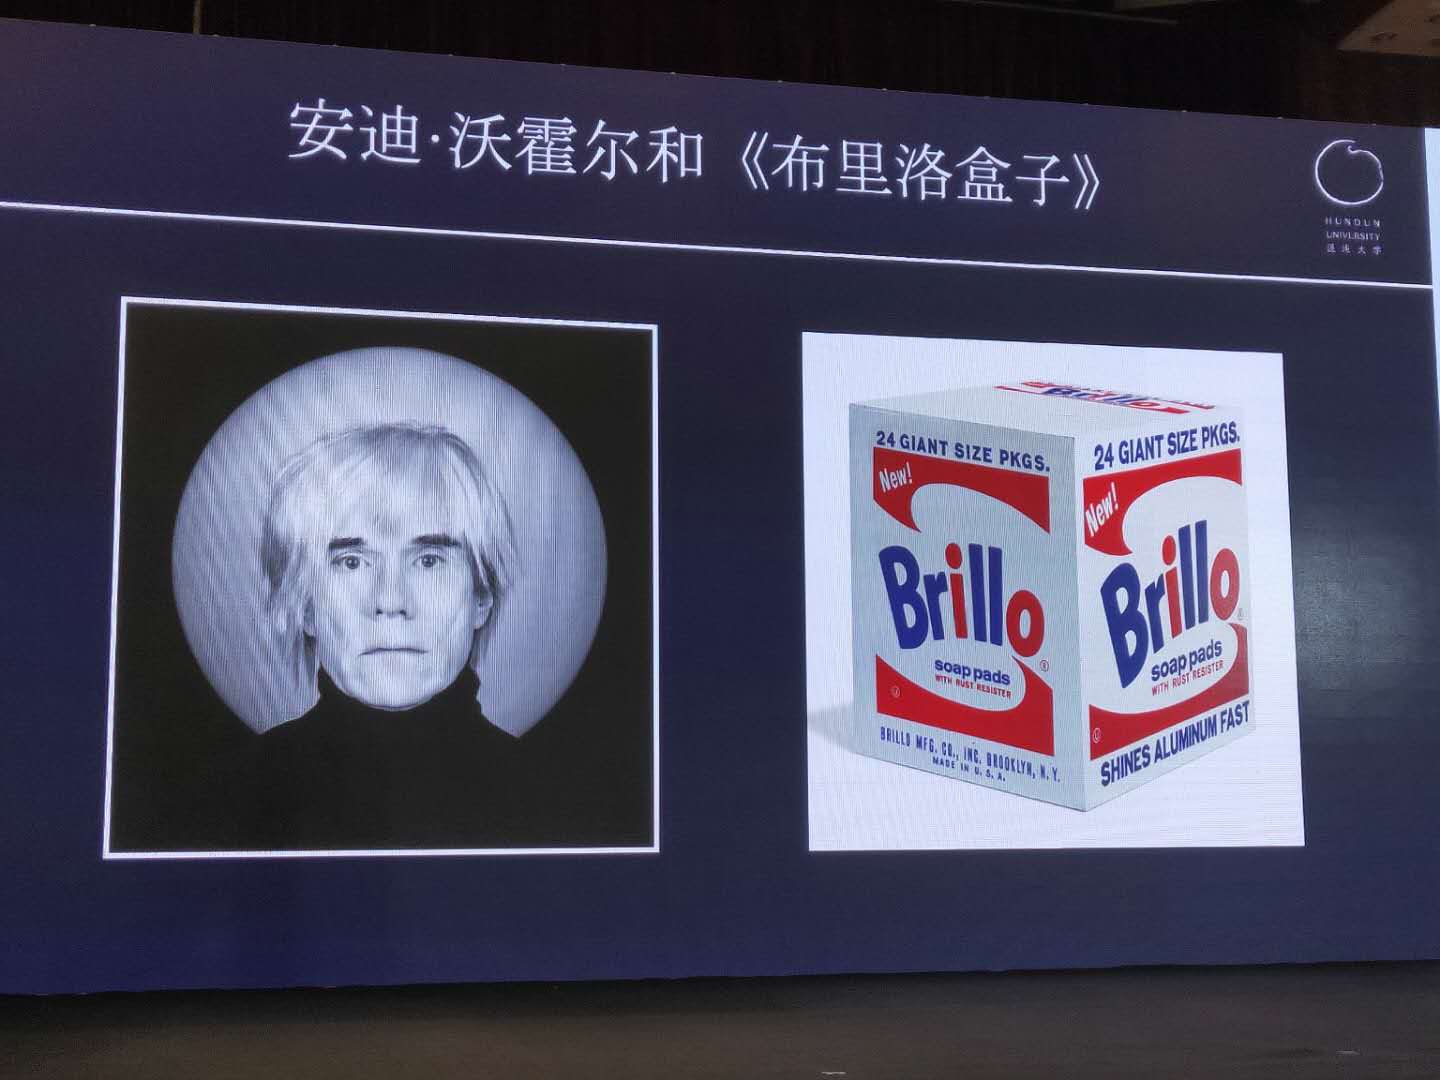 安迪·沃霍尔和《布里洛盒子》
HUNDUN
UNIVERSITY
混沌大学
24 GIANT SIZE PKGS.
New!
Brillo
®
soap pads
WITH RUST RESISTER
BRILLO MFG. CO., INC. BROOKLYN, N.Y.
MADE IN U.S.A.
Brillo
24 GIANT SIZE PKGS.
New!
Brillo
®
soap pads
WITH RUST RESISTER
SHINES ALUMINUM FAST